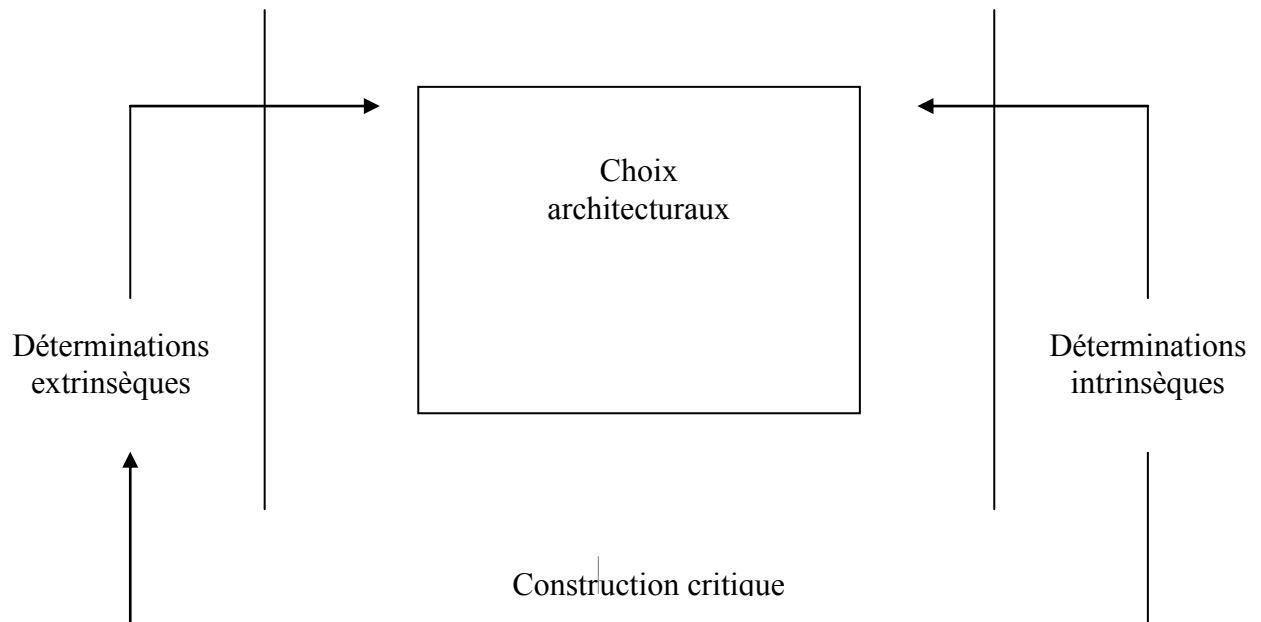 Choix
architecturaux
Déterminations
extrinsèques
Déterminations
intrinsèques
Construction critique